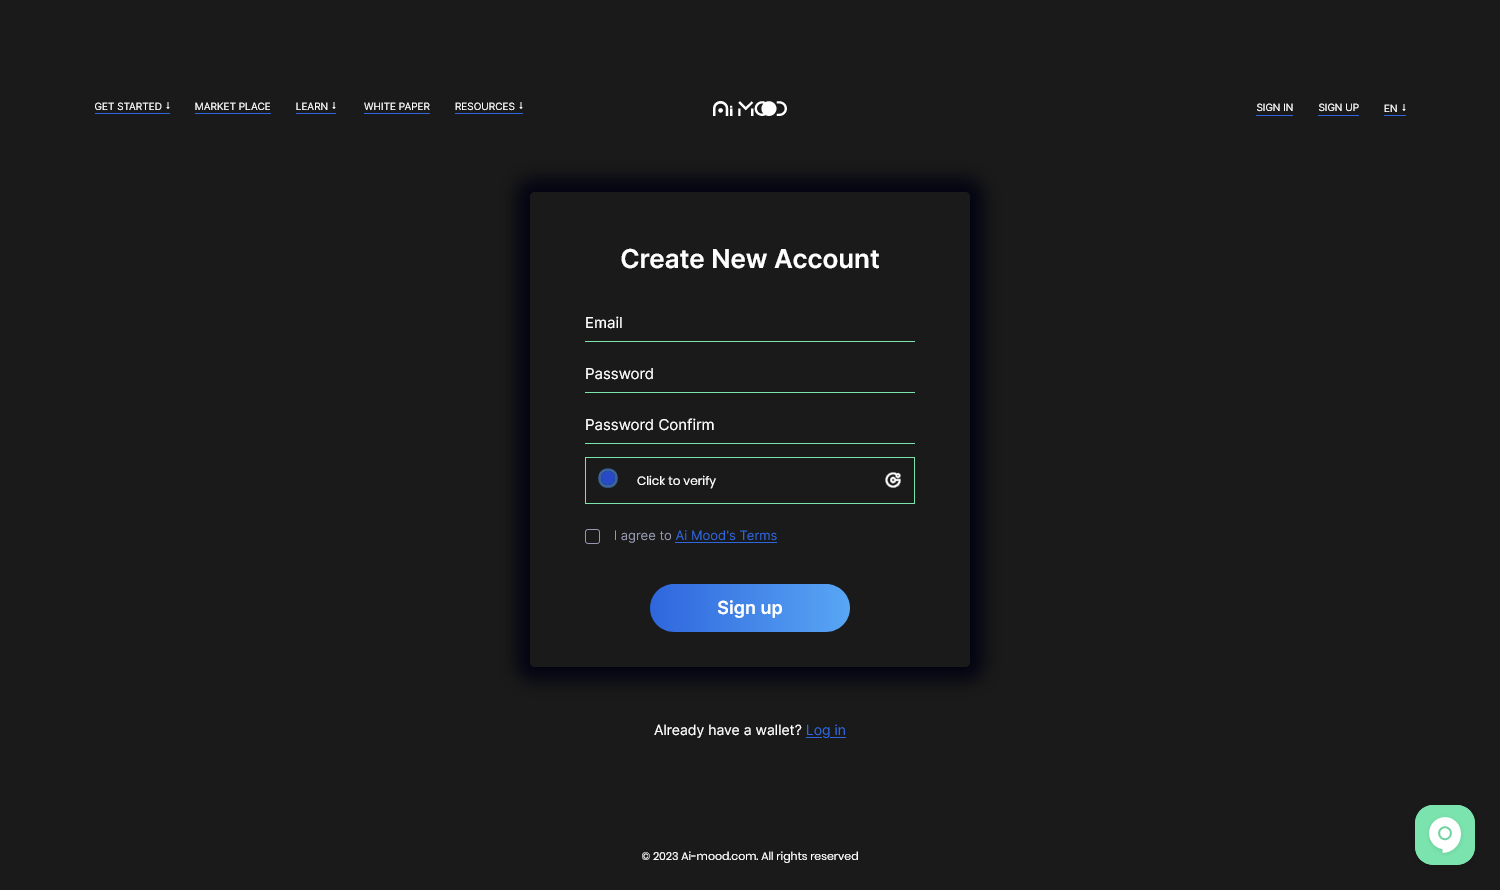 GET STARTED
MARKET PLACE
LEARN
WHITE PAPER
RESOURCES
Ai MOOD
SIGN IN
SIGN UP
EN
Create New Account
Email
Password
Password Confirm
Click to verify
I agree to Ai Mood's Terms
Sign up
Already have a wallet? Log in
© 2023 Ai-mood.com. All rights reserved